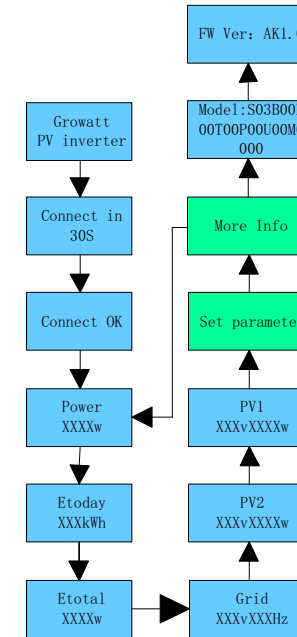 Growatt
PV inverter
Connect in
30S
Connect OK
Power
XXXXw
Etoday
XXXkWh
Etotal
XXXXw
Grid
XXXvXXXHz
PV2
XXXvXXXXw
PV1
XXXvXXXXw
Set paramete
More Info
Model:S03B00
00T00P00U00M
000
FW Ver: AK1.